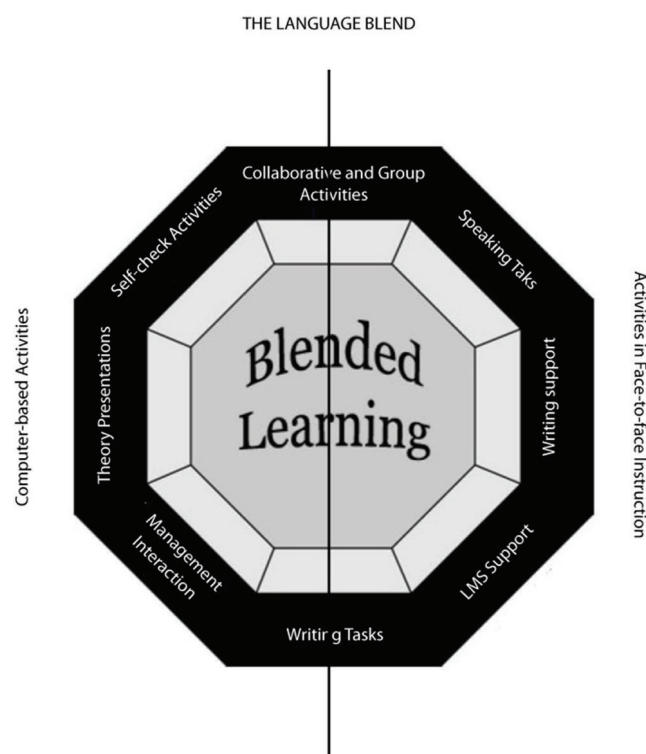 THE LANGUAGE BLEND
Collaborative and Group
Activities
Self-check Activities
Speaking Taks
Computer-based Activities
Theory Presentations
Blended
Learning
Writing support
Activities in Face-to-face Instruction
Management
Interaction
LMS Support
Writing Tasks